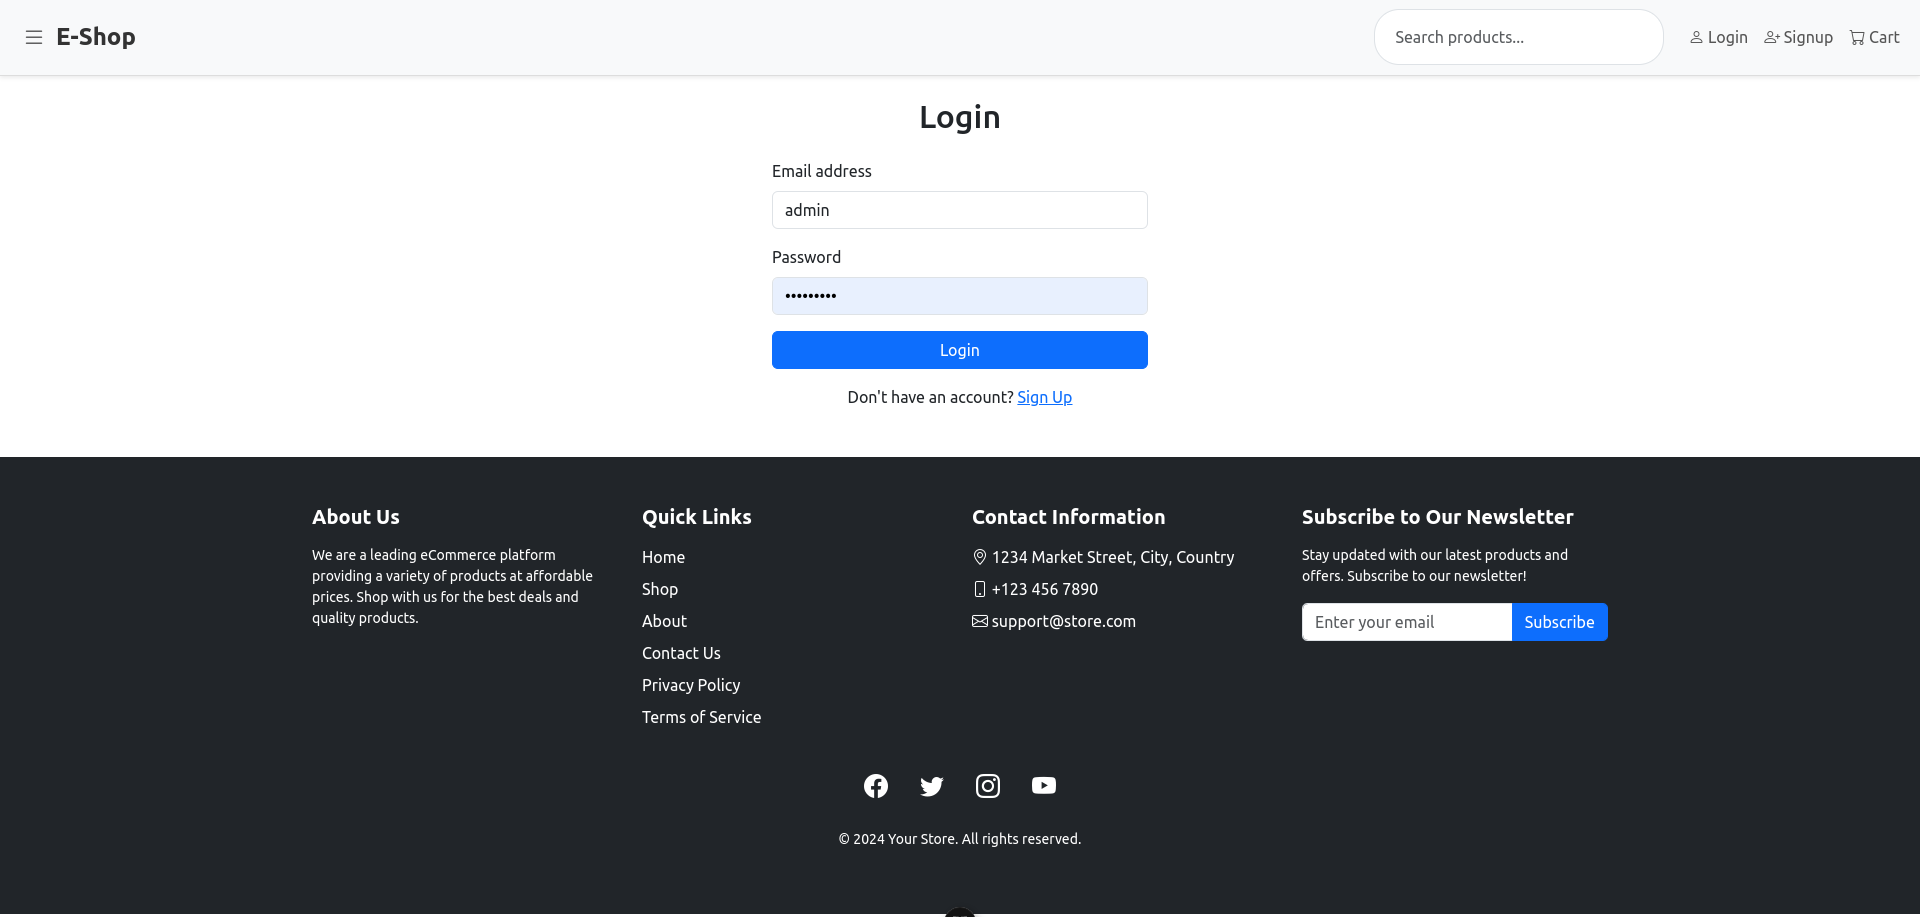 E-Shop
Search products...
Login
Signup
Cart
Login
Email address
admin
Password
•••••••••
Login
Don't have an account? Sign Up
About Us
We are a leading eCommerce platform
providing a variety of products at affordable
prices. Shop with us for the best deals and
quality products.
Quick Links
Home
Shop
About
Contact Us
Privacy Policy
Terms of Service
Contact Information
1234 Market Street, City, Country
+123 456 7890
support@store.com
Subscribe to Our Newsletter
Stay updated with our latest products and
offers. Subscribe to our newsletter!
Enter your email
Subscribe
© 2024 Your Store. All rights reserved.